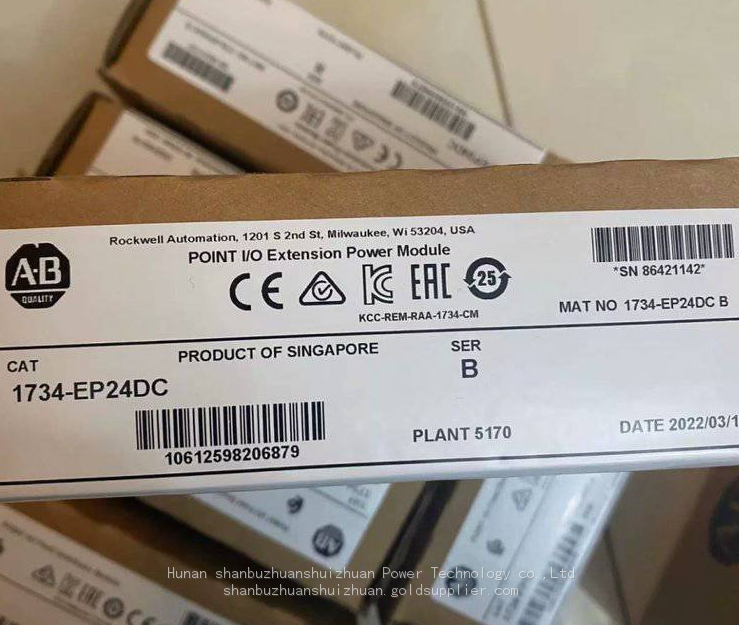 Rockwell Automation, 1201 S 2nd St, Milwaukee, Wi 53204, USA
POINT I/O Extension Power Module
A-B
QUALITY
CE
EAC
25
KCC-REM-RAA-1734-CM
*SN 86421142*
MAT NO 1734-EP24DC B
CAT
1734-EP24DC
PRODUCT OF SINGAPORE
SER
B
10612598206879
PLANT 5170
DATE 2022/03/1
Hunan shanbuzhuanshuizhuan Power Technology co.,Ltd
shanbuzhuanshuizhuan.goldsupplier.com